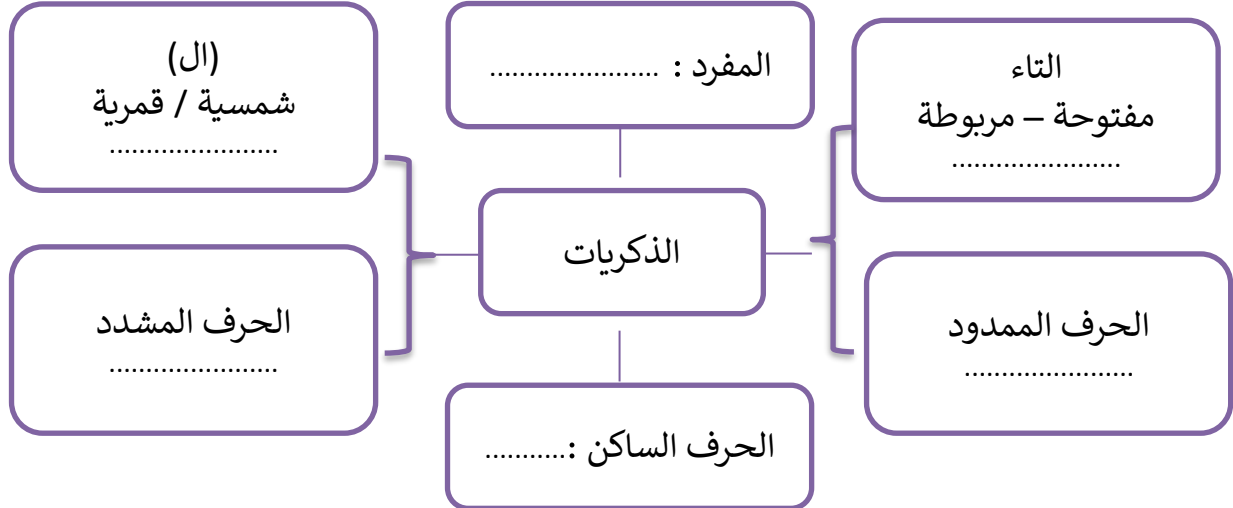 التاء
مفتوحة – مربوطة
......................
المفرد : ......................
(ال)
شمسية / قمرية
......................
الذكريات
الحرف الممدود
......................
الحرف الساكن :...........
الحرف المشدد
......................